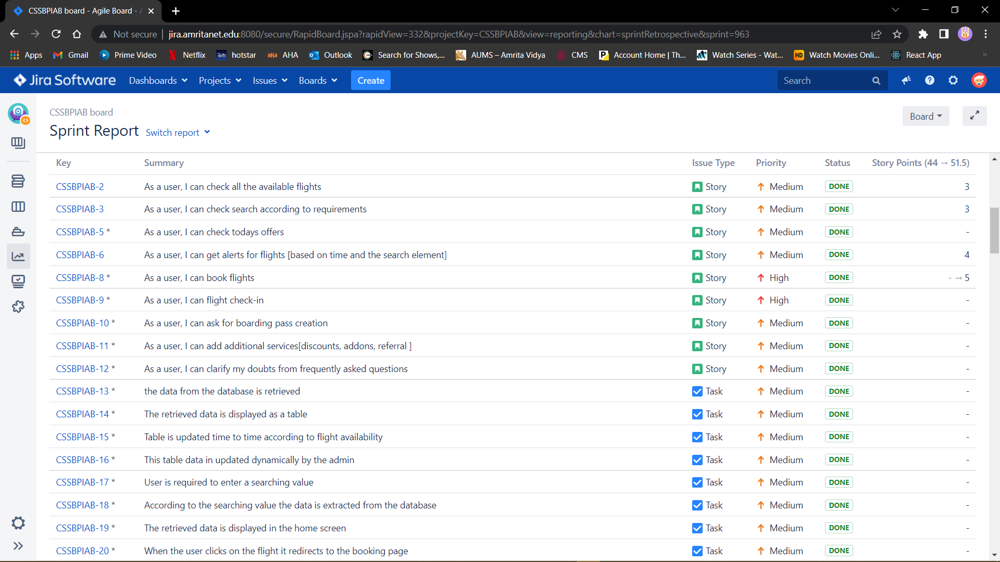 CSSBPIAB board - Agile Board - A
Not secure jira.amritanet.edu:8080/secure/RapidBoard.jspa?rapidView=332&projectKey=CSSBPIAB&view=reporting&chart=sprintRetrospective&sprint=963
Apps Gmail Prime Video Netflix hotstar AHA Outlook Search for Shows,... AUMS – Amrita Vidya CMS Account Home | Th... Watch Series - Wat... HD Watch Movies Onli... React App »
Jira Software Dashboards Projects Issues Boards Create Search
CSSBPIAB board
Board
Sprint Report Switch report
Key Summary Issue Type Priority Status Story Points (44 → 51.5)
CSSBPIAB-2 As a user, I can check all the available flights Story Medium DONE 3
CSSBPIAB-3 As a user, I can check search according to requirements Story Medium DONE 3
CSSBPIAB-5 * As a user, I can check todays offers Story Medium DONE -
CSSBPIAB-6 As a user, I can get alerts for flights [based on time and the search element] Story Medium DONE 4
CSSBPIAB-8 * As a user, I can book flights Story High DONE - → 5
CSSBPIAB-9 * As a user, I can flight check-in Story High DONE -
CSSBPIAB-10 * As a user, I can ask for boarding pass creation Story Medium DONE -
CSSBPIAB-11 * As a user, I can add additional services[discounts, addons, referral ] Story Medium DONE -
CSSBPIAB-12 * As a user, I can clarify my doubts from frequently asked questions Story Medium DONE -
CSSBPIAB-13 * the data from the database is retrieved Task Medium DONE -
CSSBPIAB-14 * The retrieved data is displayed as a table Task Medium DONE -
CSSBPIAB-15 * Table is updated time to time according to flight availability Task Medium DONE -
CSSBPIAB-16 * This table data in updated dynamically by the admin Task Medium DONE -
CSSBPIAB-17 * User is required to enter a searching value Task Medium DONE -
CSSBPIAB-18 * According to the searching value the data is extracted from the database Task Medium DONE -
CSSBPIAB-19 * The retrieved data is displayed in the home screen Task Medium DONE -
CSSBPIAB-20 * When the user clicks on the flight it redirects to the booking page Task Medium DONE -